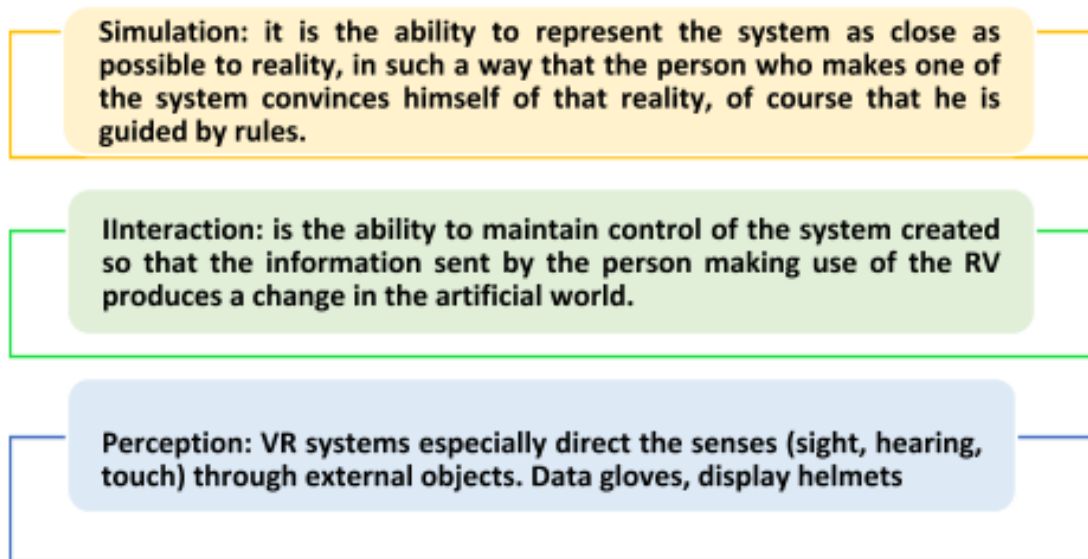 Simulation: it is the ability to represent the system as close as
possible to reality, in such a way that the person who makes one of
the system convinces himself of that reality, of course that he is
guided by rules.
IInteraction: is the ability to maintain control of the system created
so that the information sent by the person making use of the RV
produces a change in the artificial world.
Perception: VR systems especially direct the senses (sight, hearing,
touch) through external objects. Data gloves, display helmets